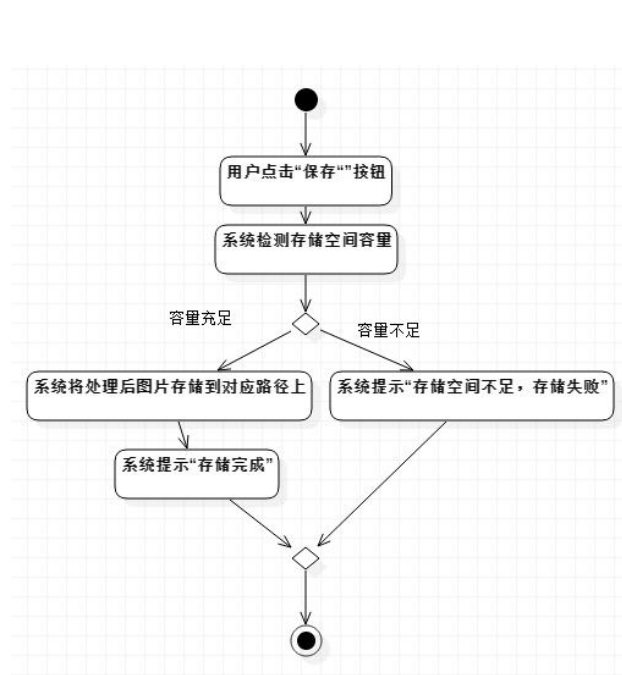 用户点击“保存“”按钮
系统检测存储空间容量
容量充足
容量不足
系统将处理后图片存储到对应路径上
系统提示“存储空间不足，存储失败”
系统提示“存储完成”